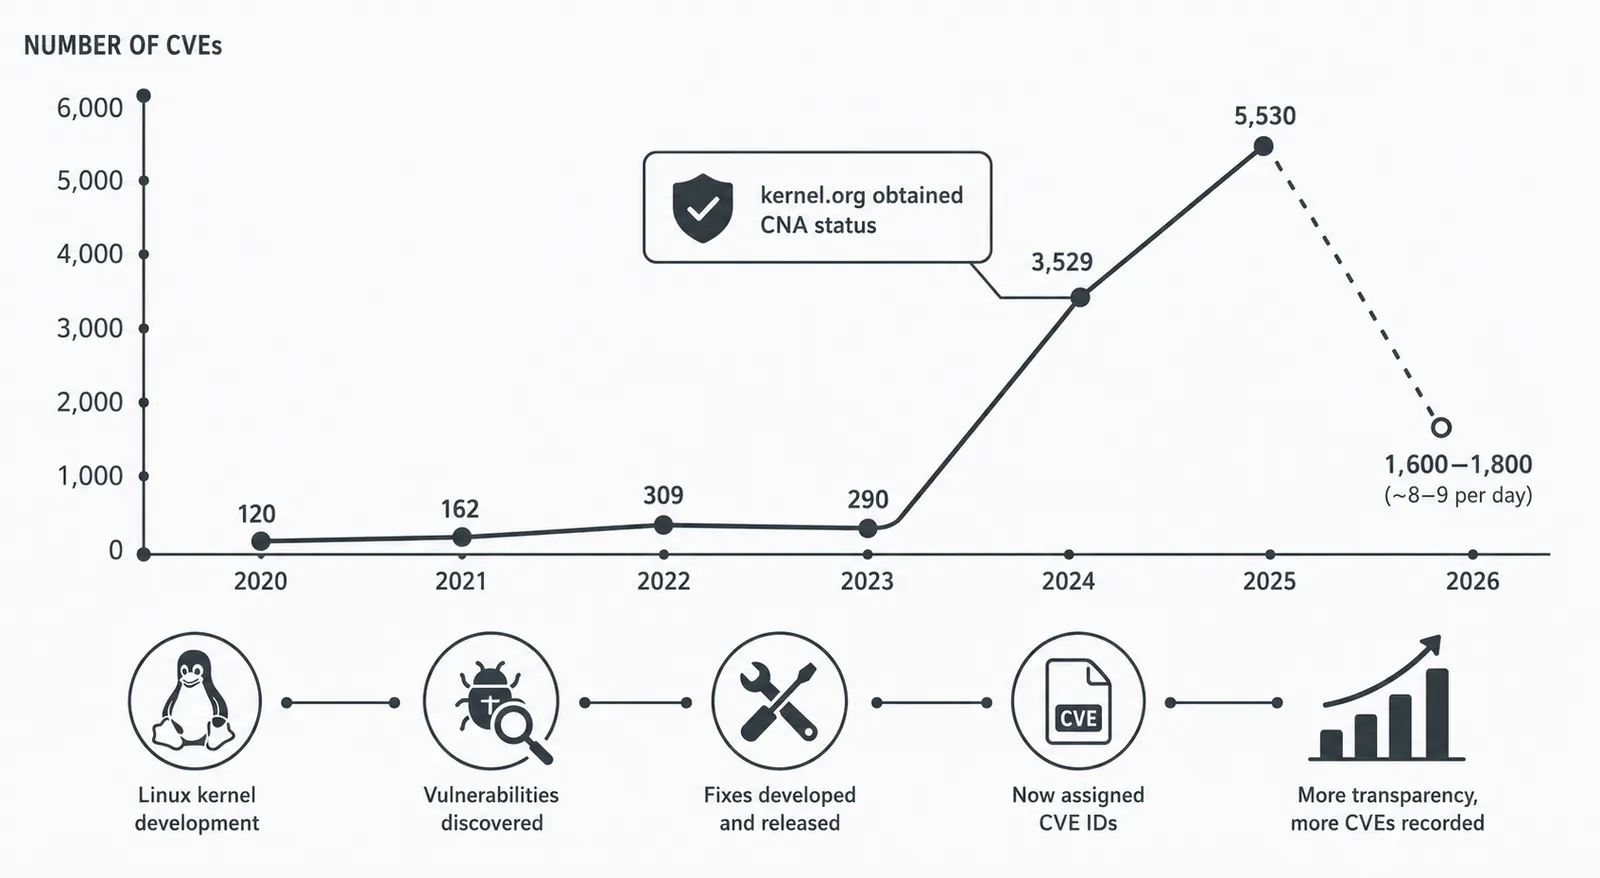 NUMBER OF CVEs
6,000
5,000
4,000
3,000
2,000
1,000
0
120
162
309
290
3,529
5,530
1,600–1,800
(~8–9 per day)
kernel.org obtained
CNA status
2020
2021
2022
2023
2024
2025
2026
Linux kernel
development
Vulnerabilities
discovered
Fixes developed
and released
CVE
Now assigned
CVE IDs
More transparency,
more CVEs recorded